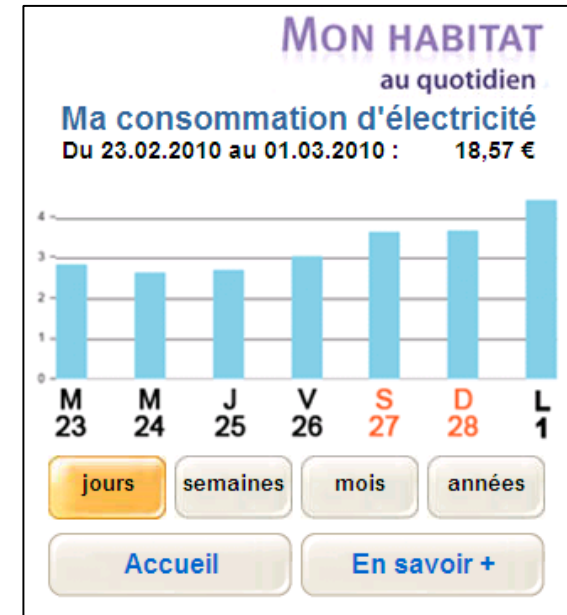 MON HABITAT
au quotidien
Ma consommation d'électricité
Du 23.02.2010 au 01.03.2010 : 18,57 €
4
3
2
1
0
M M J V S D L
23 24 25 26 27 28 1
jours semaines mois années
Accueil En savoir +